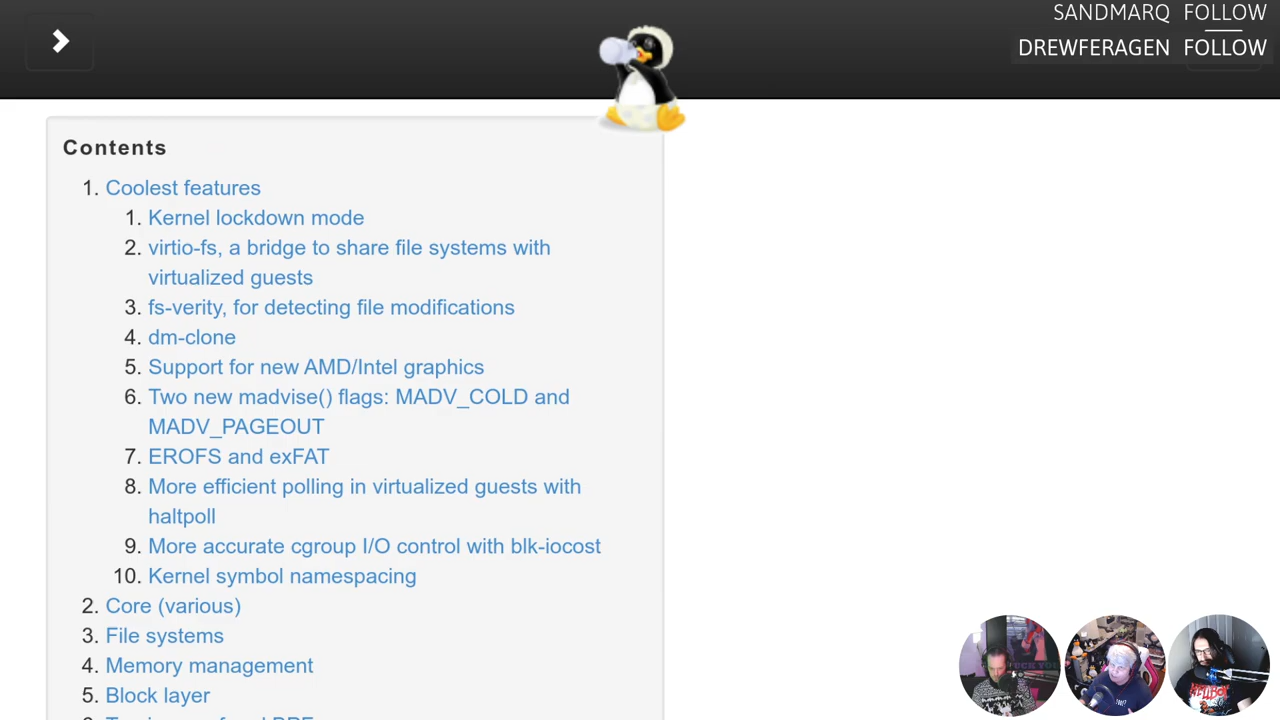 SANDMARQ FOLLOW
DREWFERAGEN FOLLOW
Contents
1. Coolest features
1. Kernel lockdown mode
2. virtio-fs, a bridge to share file systems with
virtualized guests
3. fs-verity, for detecting file modifications
4. dm-clone
5. Support for new AMD/Intel graphics
6. Two new madvise() flags: MADV_COLD and
MADV_PAGEOUT
7. EROFS and exFAT
8. More efficient polling in virtualized guests with
haltpoll
9. More accurate cgroup I/O control with blk-iocost
10. Kernel symbol namespacing
2. Core (various)
3. File systems
4. Memory management
5. Block layer